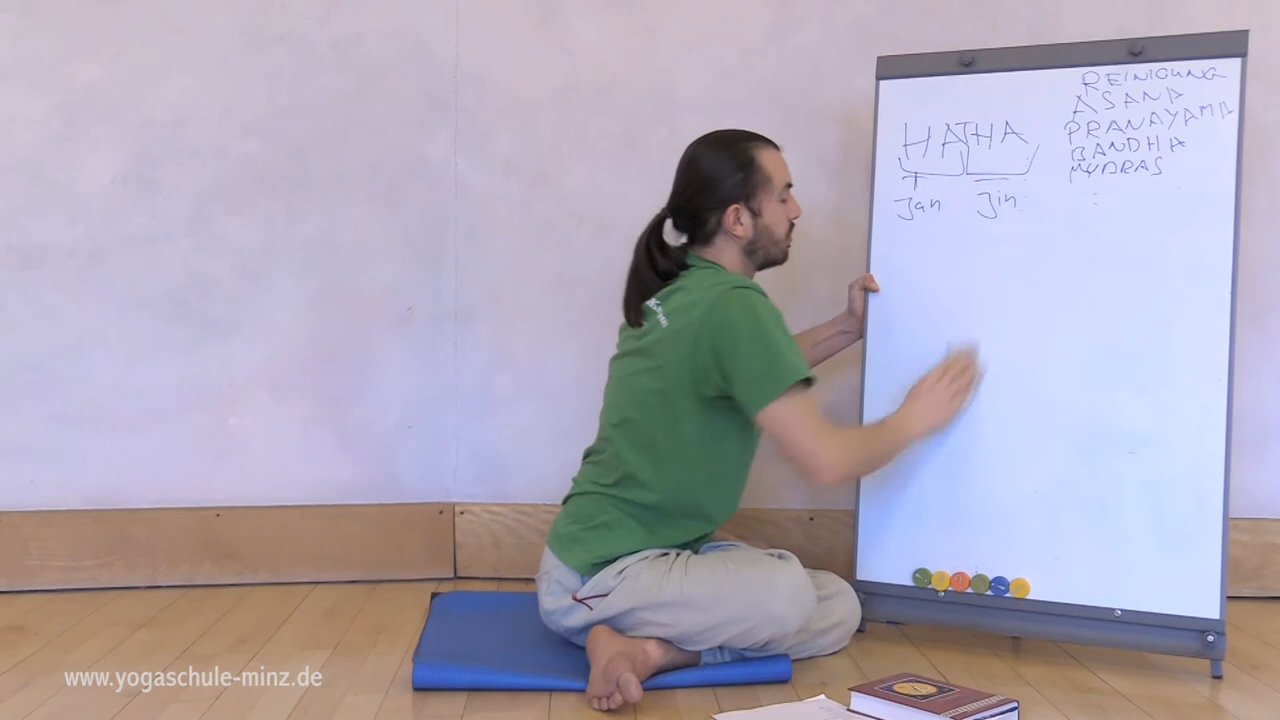 HATHA
Jan Jin
REINIGUNG
ASANA
PRANAYAMA
BANDHA
MUDRAS
www.yogaschule-minz.de